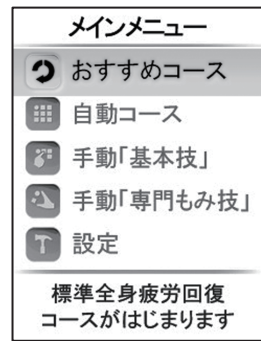 メインメニュー
おすすめコース
自動コース
手動「基本技」
手動「専門もみ技」
設定
標準全身疲労回復
コースがはじまります